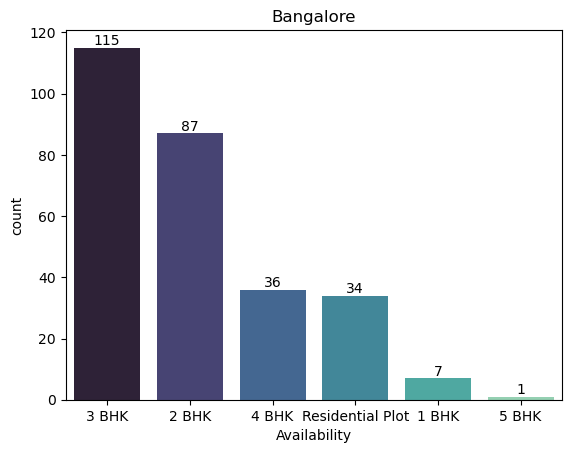 Bangalore
120
100
80
60
40
20
0
count
115
87
36
34
7
1
3 BHK
2 BHK
4 BHK
Residential Plot
1 BHK
5 BHK
Availability